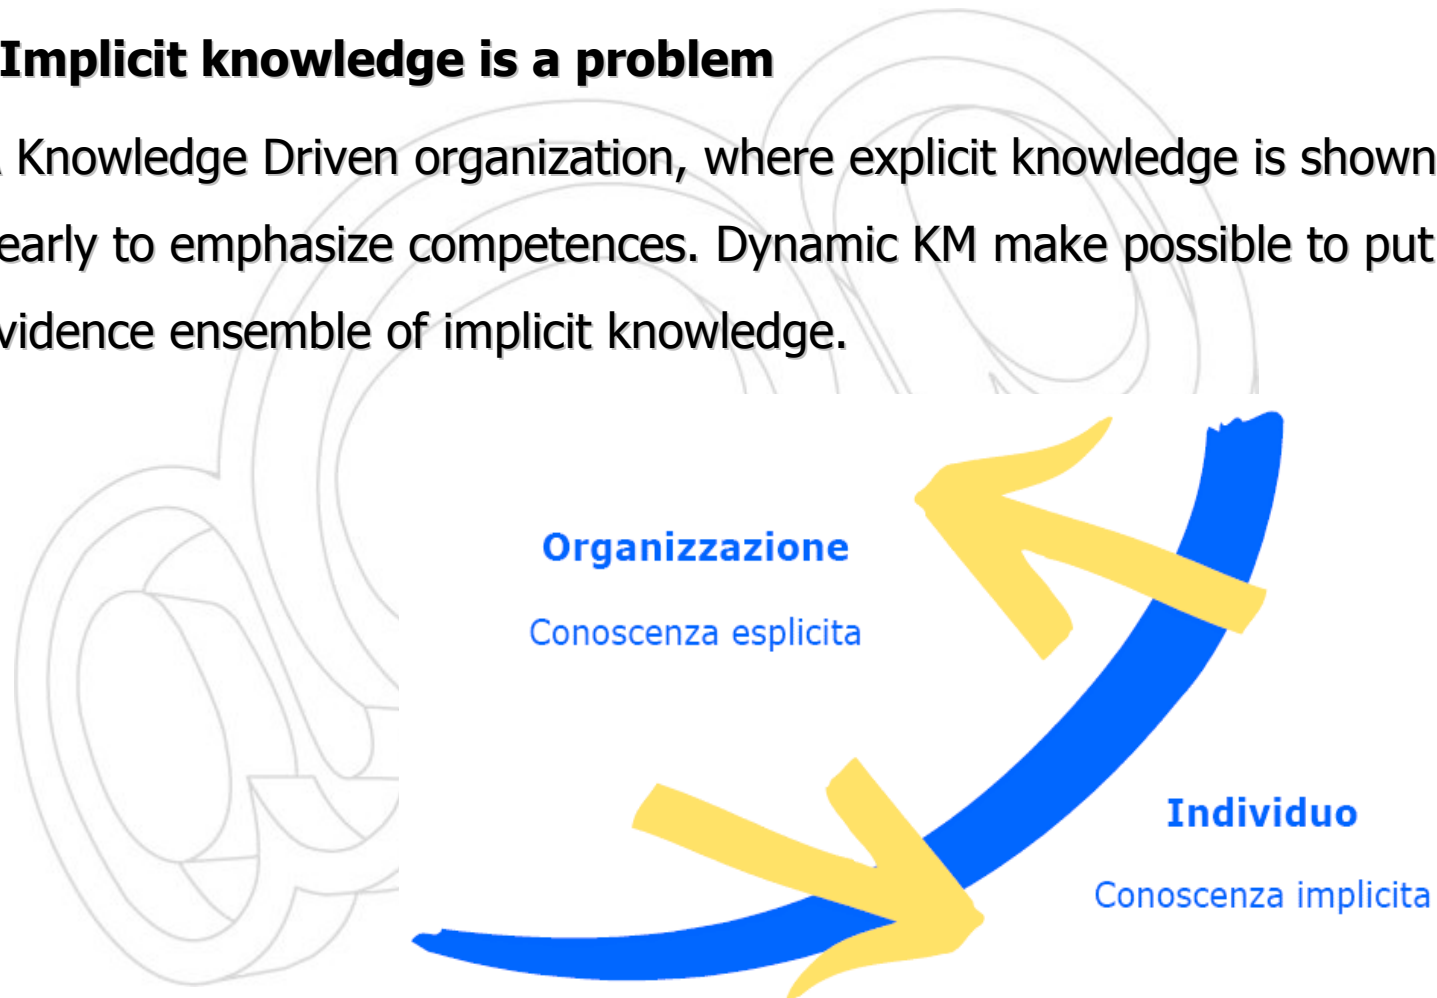 Implicit knowledge is a problem
Knowledge Driven organization, where explicit knowledge is shown
early to emphasize competences. Dynamic KM make possible to put
vidence ensemble of implicit knowledge.
Organizzazione
Conoscenza esplicita
Individuo
Conoscenza implicita